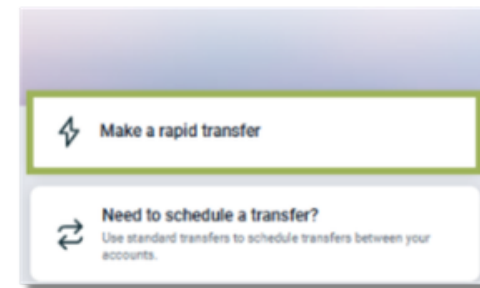 Make a rapid transfer
Need to schedule a transfer?
Use standard transfers to schedule transfers between your
accounts.